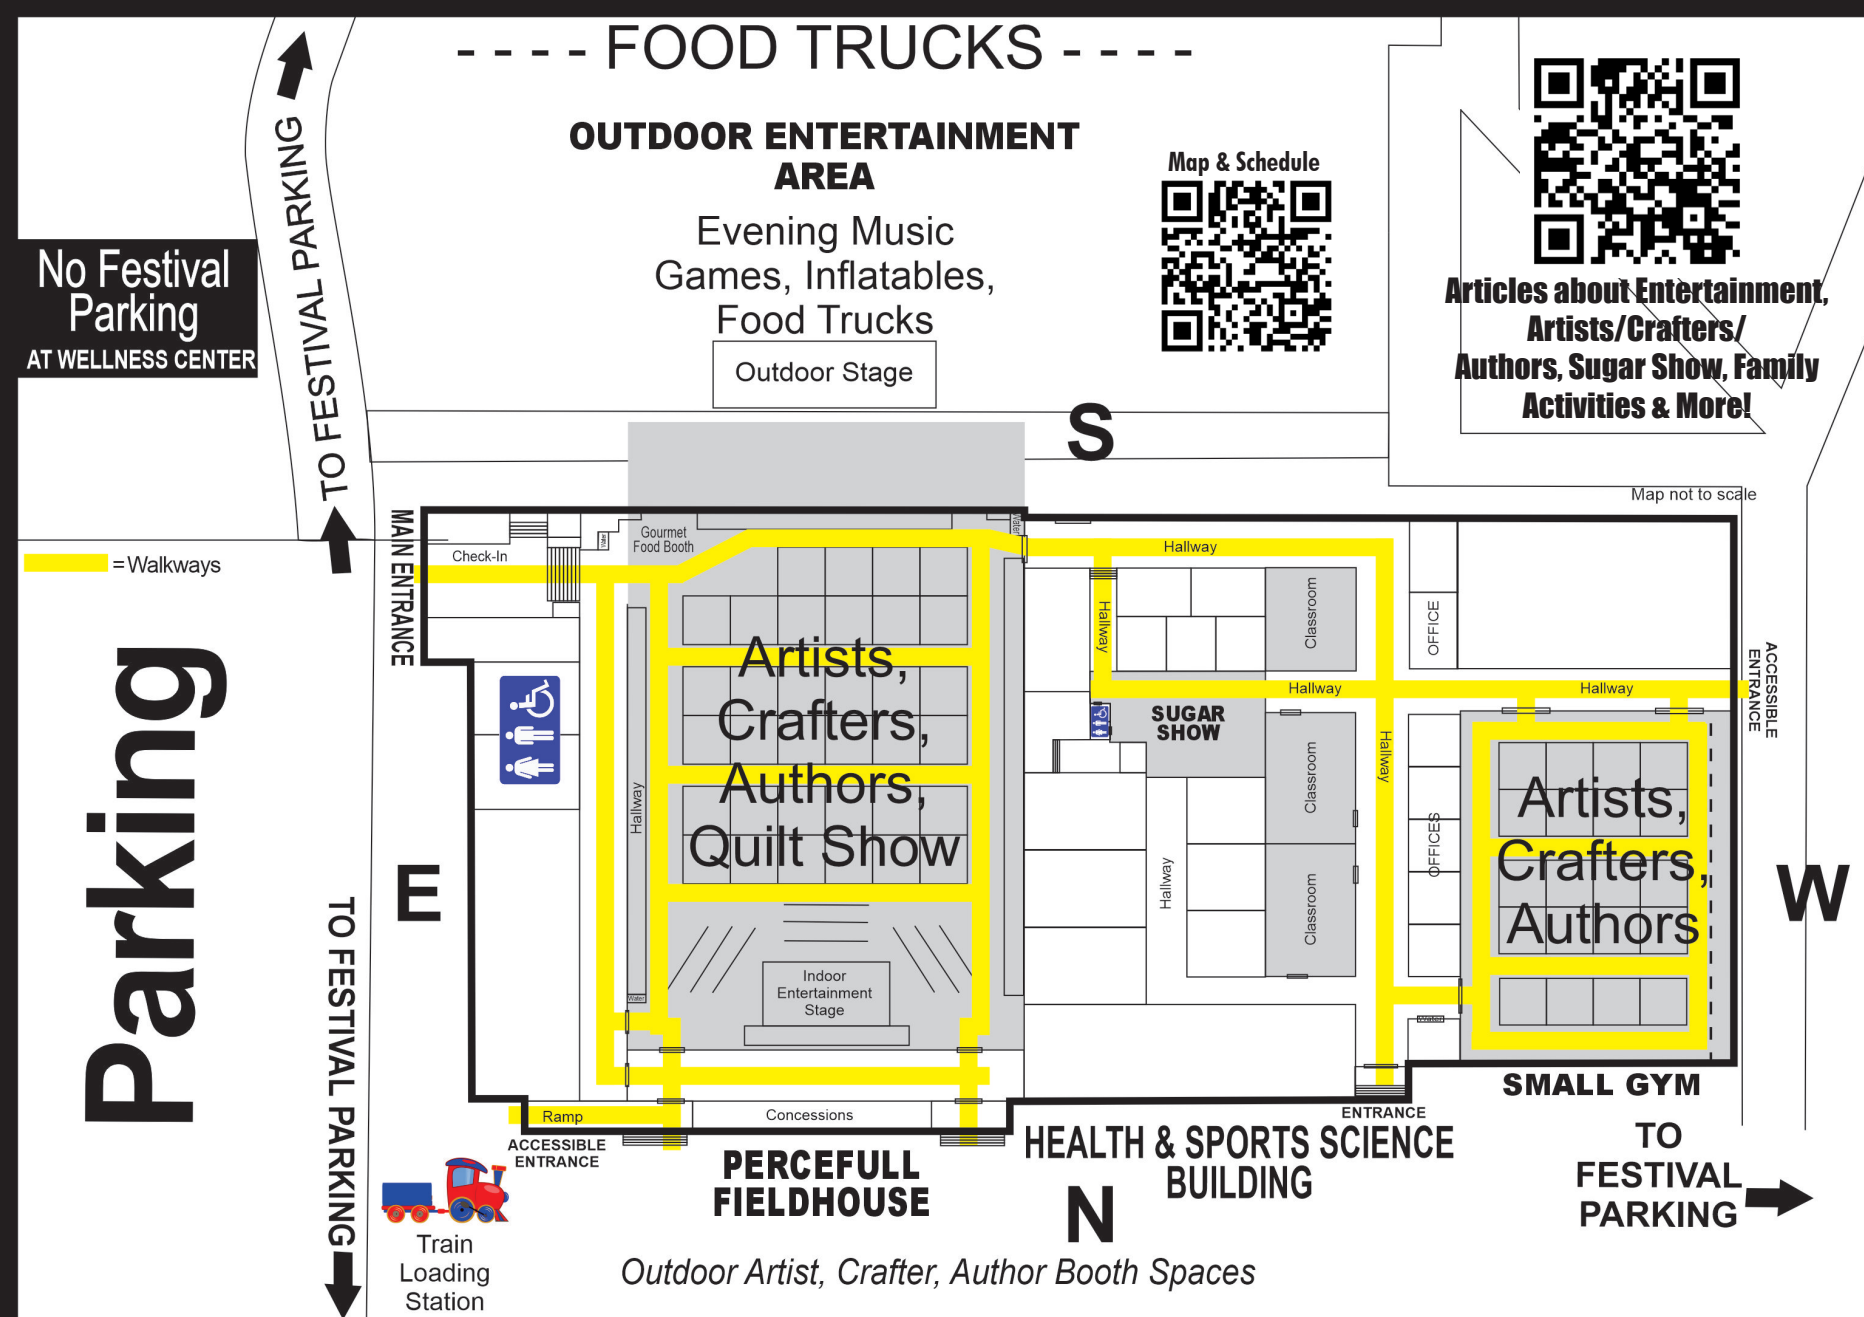 - - - - FOOD TRUCKS - - - -
OUTDOOR ENTERTAINMENT
AREA
Evening Music
Games, Inflatables,
Food Trucks
Outdoor Stage
Map & Schedule
Articles about Entertainment,
Artists/Crafters/
Authors, Sugar Show, Family
Activities & More!
No Festival
Parking
AT WELLNESS CENTER
TO FESTIVAL PARKING
S
Map not to scale
=Walkways
MAIN ENTRANCE
Check-In
Water
Gourmet
Food Booth
Water
Hallway
Hallway
Classroom
OFFICE
ACCESSIBLE
ENTRANCE
Hallway
Hallway
SUGAR
SHOW
Hallway
Classroom
Classroom
Hallway
OFFICES
Artists,
Crafters,
Authors,
Quilt Show
Hallway
Artists,
Crafters,
Authors
Parking
E
W
TO FESTIVAL PARKING
Indoor
Entertainment
Stage
Water
Water
Ramp
Concessions
ACCESSIBLE
ENTRANCE
ENTRANCE
SMALL GYM
PERCEFULL
FIELDHOUSE
HEALTH & SPORTS SCIENCE
BUILDING
N
TO
FESTIVAL
PARKING
Train
Loading
Station
Outdoor Artist, Crafter, Author Booth Spaces